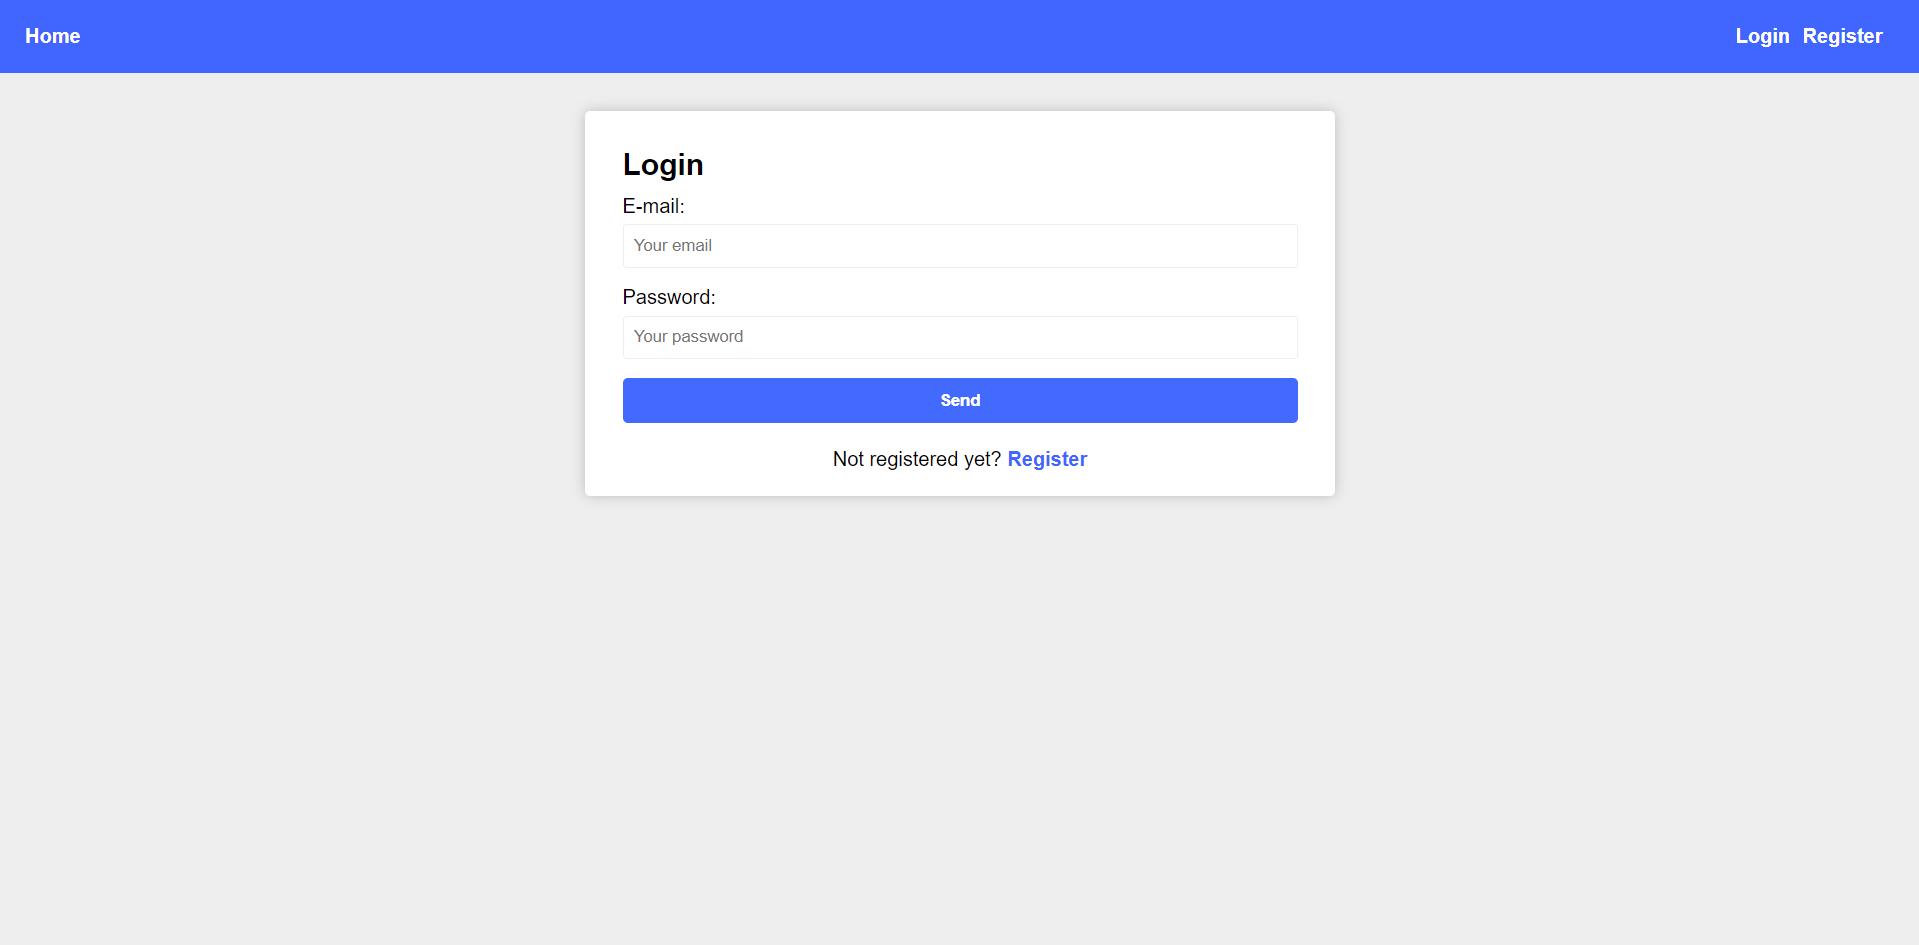 Home Login Register
Login
E-mail:
Your email
Password:
Your password
Send
Not registered yet? Register